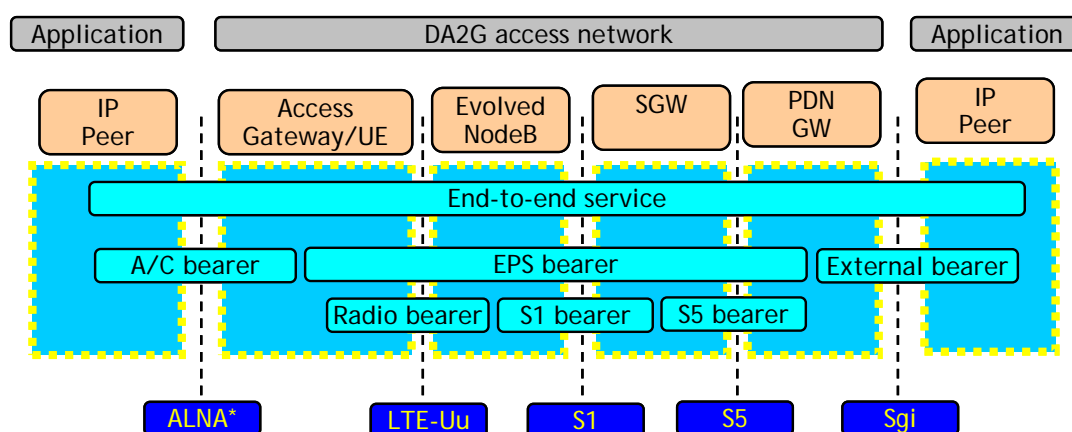 Application
DA2G access network
Application
IP
Peer
Access
Gateway/UE
Evolved
NodeB
SGW
PDN
GW
IP
Peer
End-to-end service
A/C bearer
EPS bearer
External bearer
Radio bearer
S1 bearer
S5 bearer
ALNA*
LTE-Uu
S1
S5
Sgi